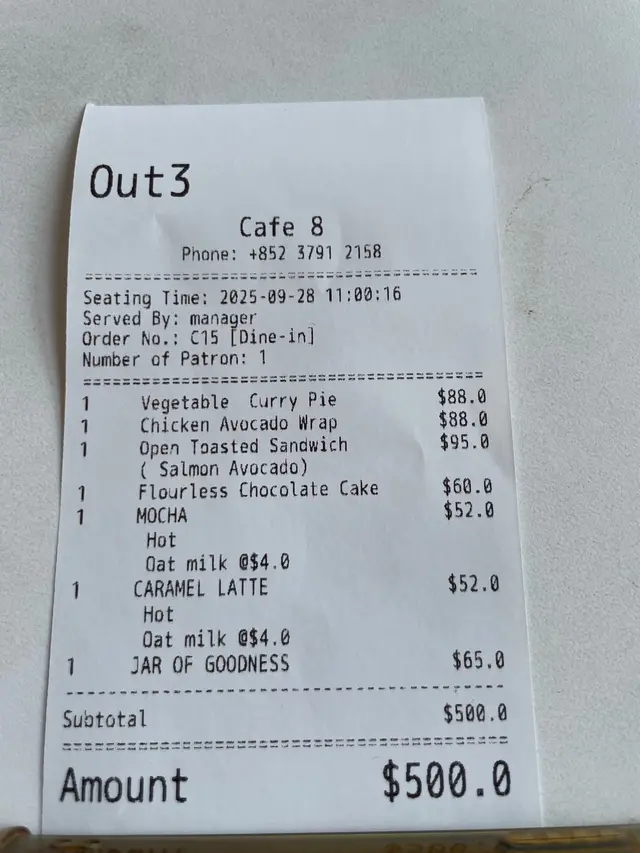 Out3
Cafe 8
Phone: +852 3791 2158
Seating Time: 2025-09-28 11:00:16
Served By: manager
Order No.: C15 [Dine-in]
Number of Patron: 1
1 Vegetable Curry Pie $88.0
1 Chicken Avocado Wrap $88.0
1 Open Toasted Sandwich $95.0
( Salmon Avocado)
1 Flourless Chocolate Cake $60.0
1 MOCHA $52.0
Hot
Oat milk @$4.0
1 CARAMEL LATTE $52.0
Hot
Oat milk @$4.0
1 JAR OF GOODNESS $65.0
Subtotal $500.0
Amount $500.0